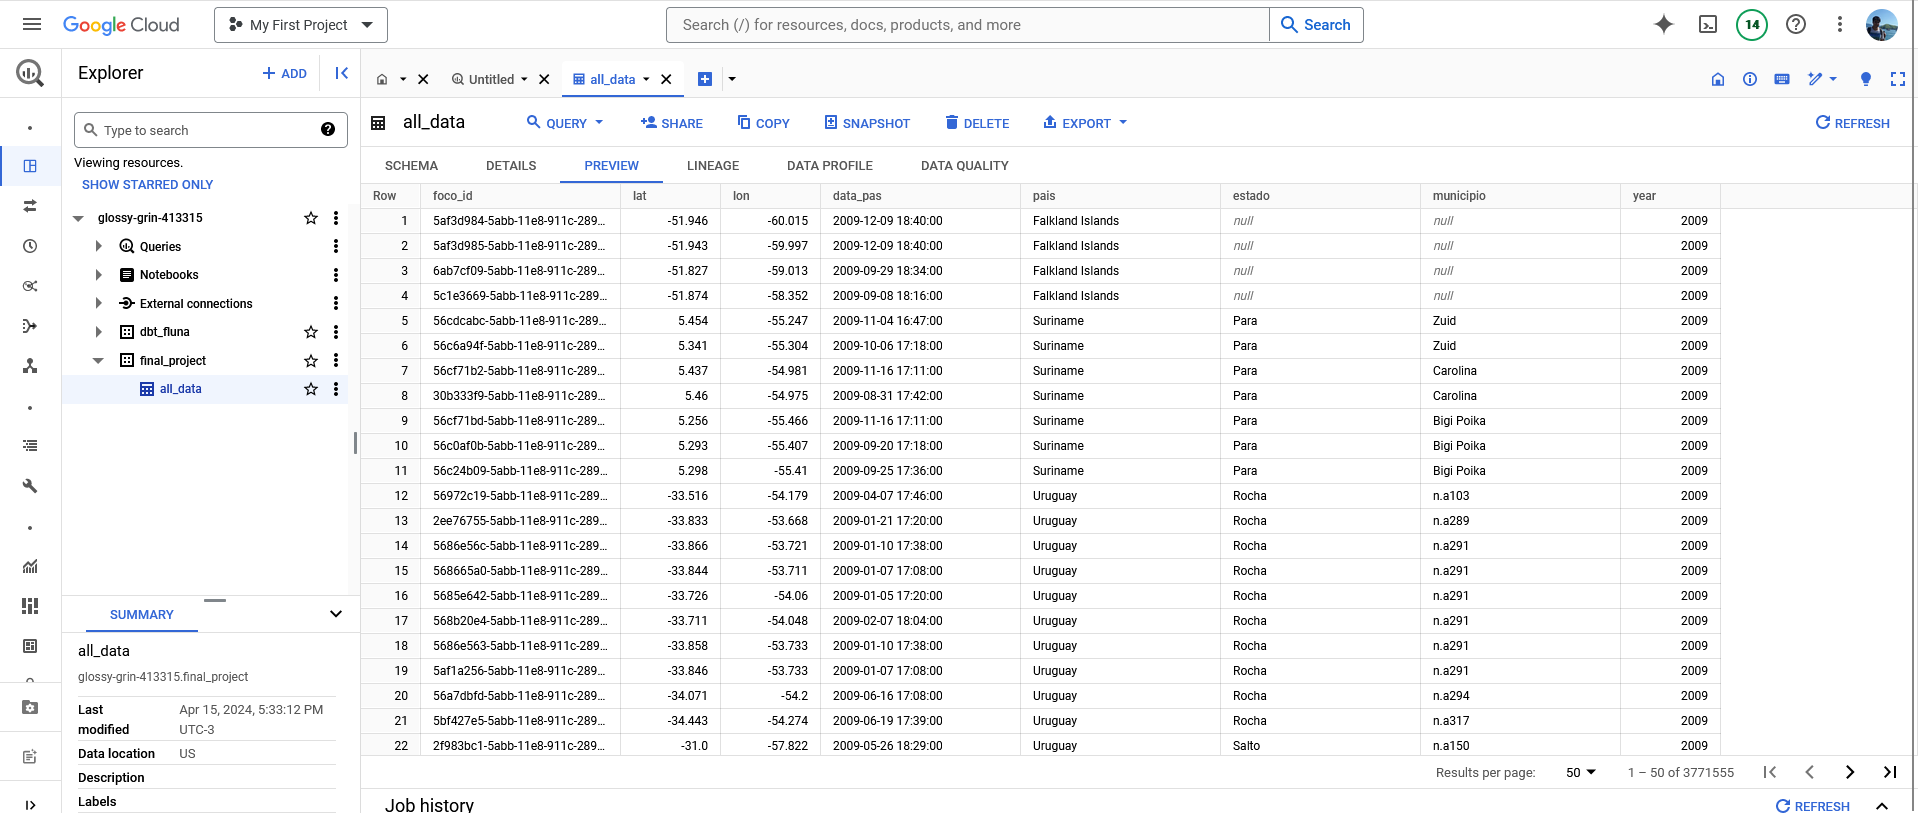 Google Cloud My First Project Search (/) for resources, docs, products, and more Search 14
Explorer + ADD
Untitled all_data
Type to search
Viewing resources.
SHOW STARRED ONLY
glossy-grin-413315
Queries
Notebooks
External connections
dbt_fluna
final_project
all_data
SUMMARY
all_data
glossy-grin-413315.final_project
Last modified Apr 15, 2024, 5:33:12 PM UTC-3
Data location US
Description
Labels
all_data QUERY SHARE COPY SNAPSHOT DELETE EXPORT REFRESH
SCHEMA DETAILS PREVIEW LINEAGE DATA PROFILE DATA QUALITY
Row foco_id lat lon data_pas pais estado municipio year
1 5af3d984-5abb-11e8-911c-289... -51.946 -60.015 2009-12-09 18:40:00 Falkland Islands null null 2009
2 5af3d985-5abb-11e8-911c-289... -51.943 -59.997 2009-12-09 18:40:00 Falkland Islands null null 2009
3 6ab7cf09-5abb-11e8-911c-289... -51.827 -59.013 2009-09-29 18:34:00 Falkland Islands null null 2009
4 5c1e3669-5abb-11e8-911c-289... -51.874 -58.352 2009-09-08 18:16:00 Falkland Islands null null 2009
5 56cdcabc-5abb-11e8-911c-289... 5.454 -55.247 2009-11-04 16:47:00 Suriname Para Zuid 2009
6 56c6a94f-5abb-11e8-911c-289... 5.341 -55.304 2009-10-06 17:18:00 Suriname Para Zuid 2009
7 56cf71b2-5abb-11e8-911c-289... 5.437 -54.981 2009-11-16 17:11:00 Suriname Para Carolina 2009
8 30b333f9-5abb-11e8-911c-289... 5.46 -54.975 2009-08-31 17:42:00 Suriname Para Carolina 2009
9 56cf71bd-5abb-11e8-911c-289... 5.256 -55.466 2009-11-16 17:11:00 Suriname Para Bigi Poika 2009
10 56c0af0b-5abb-11e8-911c-289... 5.293 -55.407 2009-09-20 17:18:00 Suriname Para Bigi Poika 2009
11 56c24b09-5abb-11e8-911c-289... 5.298 -55.41 2009-09-25 17:36:00 Suriname Para Bigi Poika 2009
12 56972c19-5abb-11e8-911c-289... -33.516 -54.179 2009-04-07 17:46:00 Uruguay Rocha n.a103 2009
13 2ee76755-5abb-11e8-911c-289... -33.833 -53.668 2009-01-21 17:20:00 Uruguay Rocha n.a289 2009
14 5686e56c-5abb-11e8-911c-289... -33.866 -53.721 2009-01-10 17:38:00 Uruguay Rocha n.a291 2009
15 568665a0-5abb-11e8-911c-289... -33.844 -53.711 2009-01-07 17:08:00 Uruguay Rocha n.a291 2009
16 5685e642-5abb-11e8-911c-289... -33.726 -54.06 2009-01-05 17:20:00 Uruguay Rocha n.a291 2009
17 568b20e4-5abb-11e8-911c-289... -33.711 -54.048 2009-02-07 18:04:00 Uruguay Rocha n.a291 2009
18 5686e563-5abb-11e8-911c-289... -33.858 -53.733 2009-01-10 17:38:00 Uruguay Rocha n.a291 2009
19 5af1a256-5abb-11e8-911c-289... -33.846 -53.733 2009-01-07 17:08:00 Uruguay Rocha n.a291 2009
20 56a7dbfd-5abb-11e8-911c-289... -34.071 -54.2 2009-06-16 17:08:00 Uruguay Rocha n.a294 2009
21 5bf427e5-5abb-11e8-911c-289... -34.443 -54.274 2009-06-19 17:39:00 Uruguay Rocha n.a317 2009
22 2f983bc1-5abb-11e8-911c-289... -31.0 -57.822 2009-05-26 18:29:00 Uruguay Salto n.a150 2009
Results per page: 50 1 – 50 of 3771555
Job history REFRESH